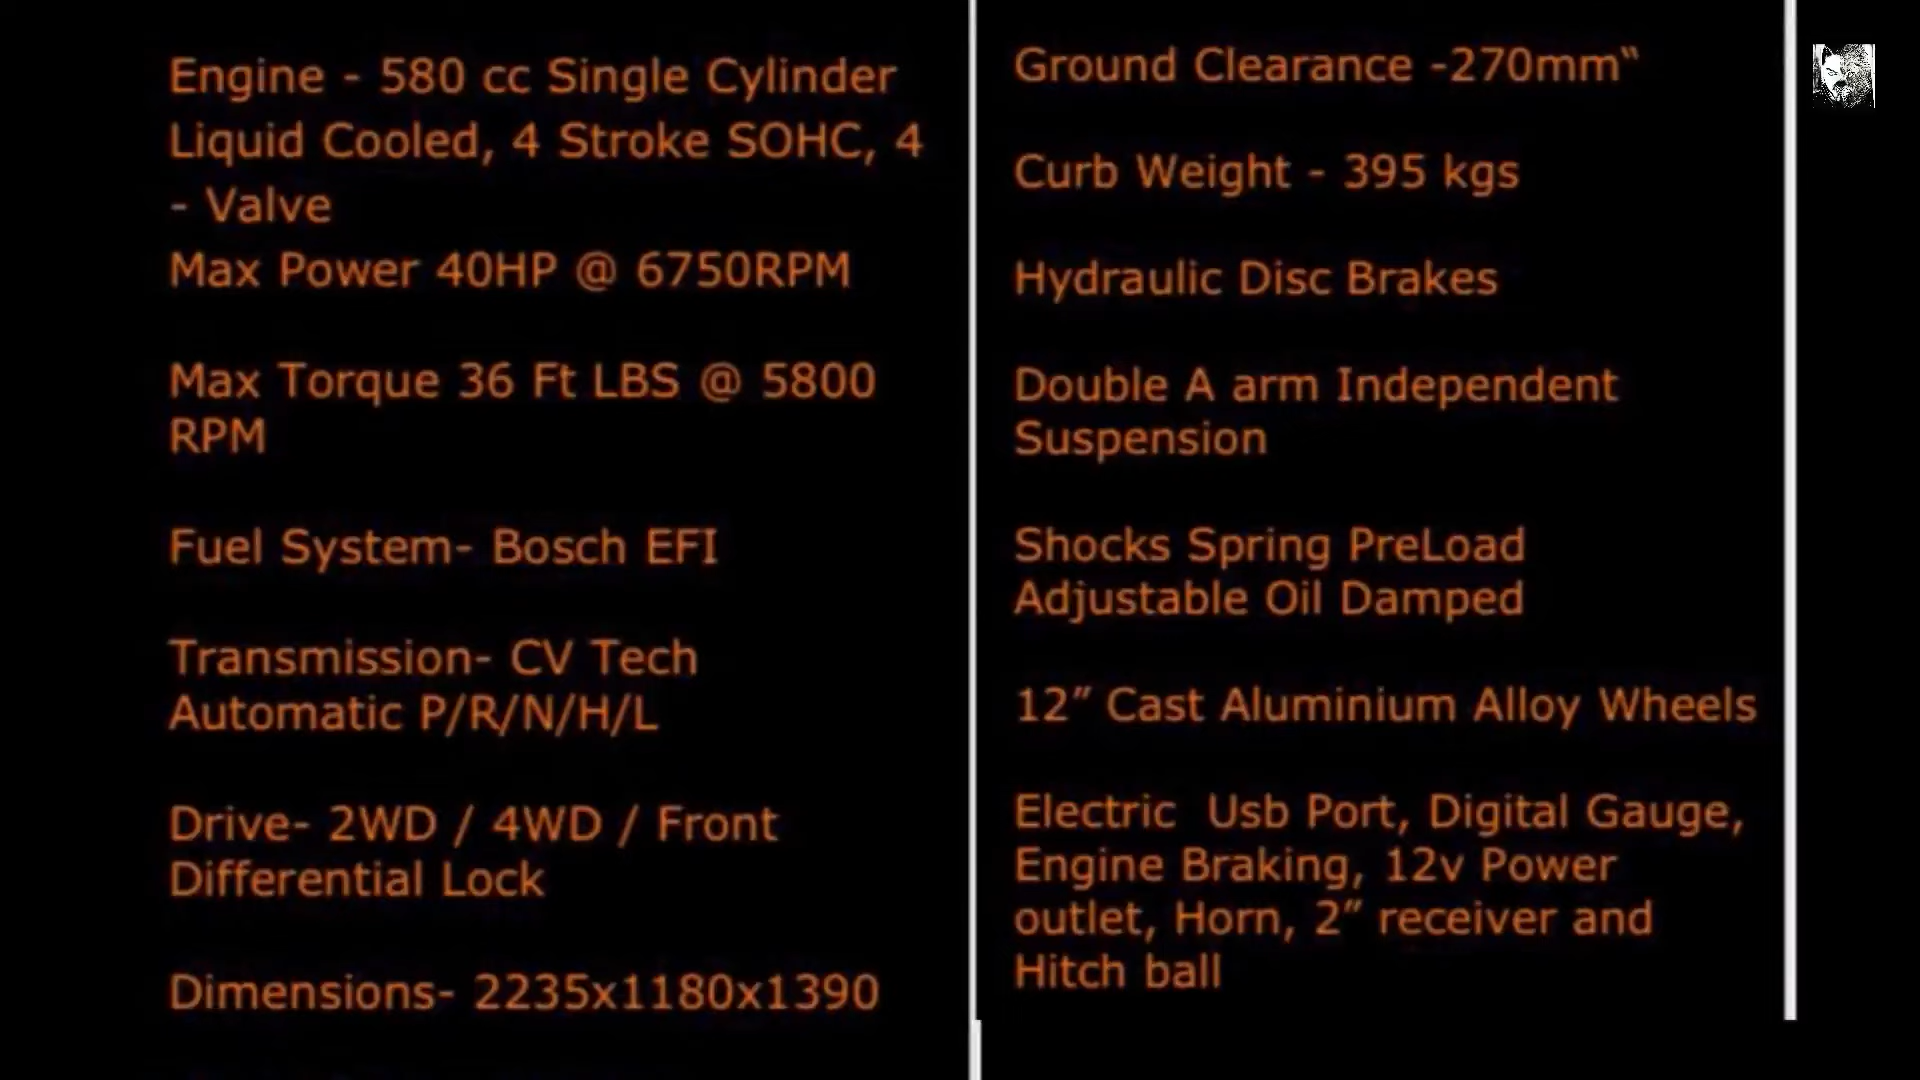 Engine - 580 cc Single Cylinder
Liquid Cooled, 4 Stroke SOHC, 4
- Valve
Max Power 40HP @ 6750RPM
Max Torque 36 Ft LBS @ 5800
RPM
Fuel System- Bosch EFI
Transmission- CV Tech
Automatic P/R/N/H/L
Drive- 2WD / 4WD / Front
Differential Lock
Dimensions- 2235x1180x1390
Ground Clearance -270mm“
Curb Weight - 395 kgs
Hydraulic Disc Brakes
Double A arm Independent
Suspension
Shocks Spring PreLoad
Adjustable Oil Damped
12” Cast Aluminium Alloy Wheels
Electric  Usb Port, Digital Gauge,
Engine Braking, 12v Power
outlet, Horn, 2” receiver and
Hitch ball